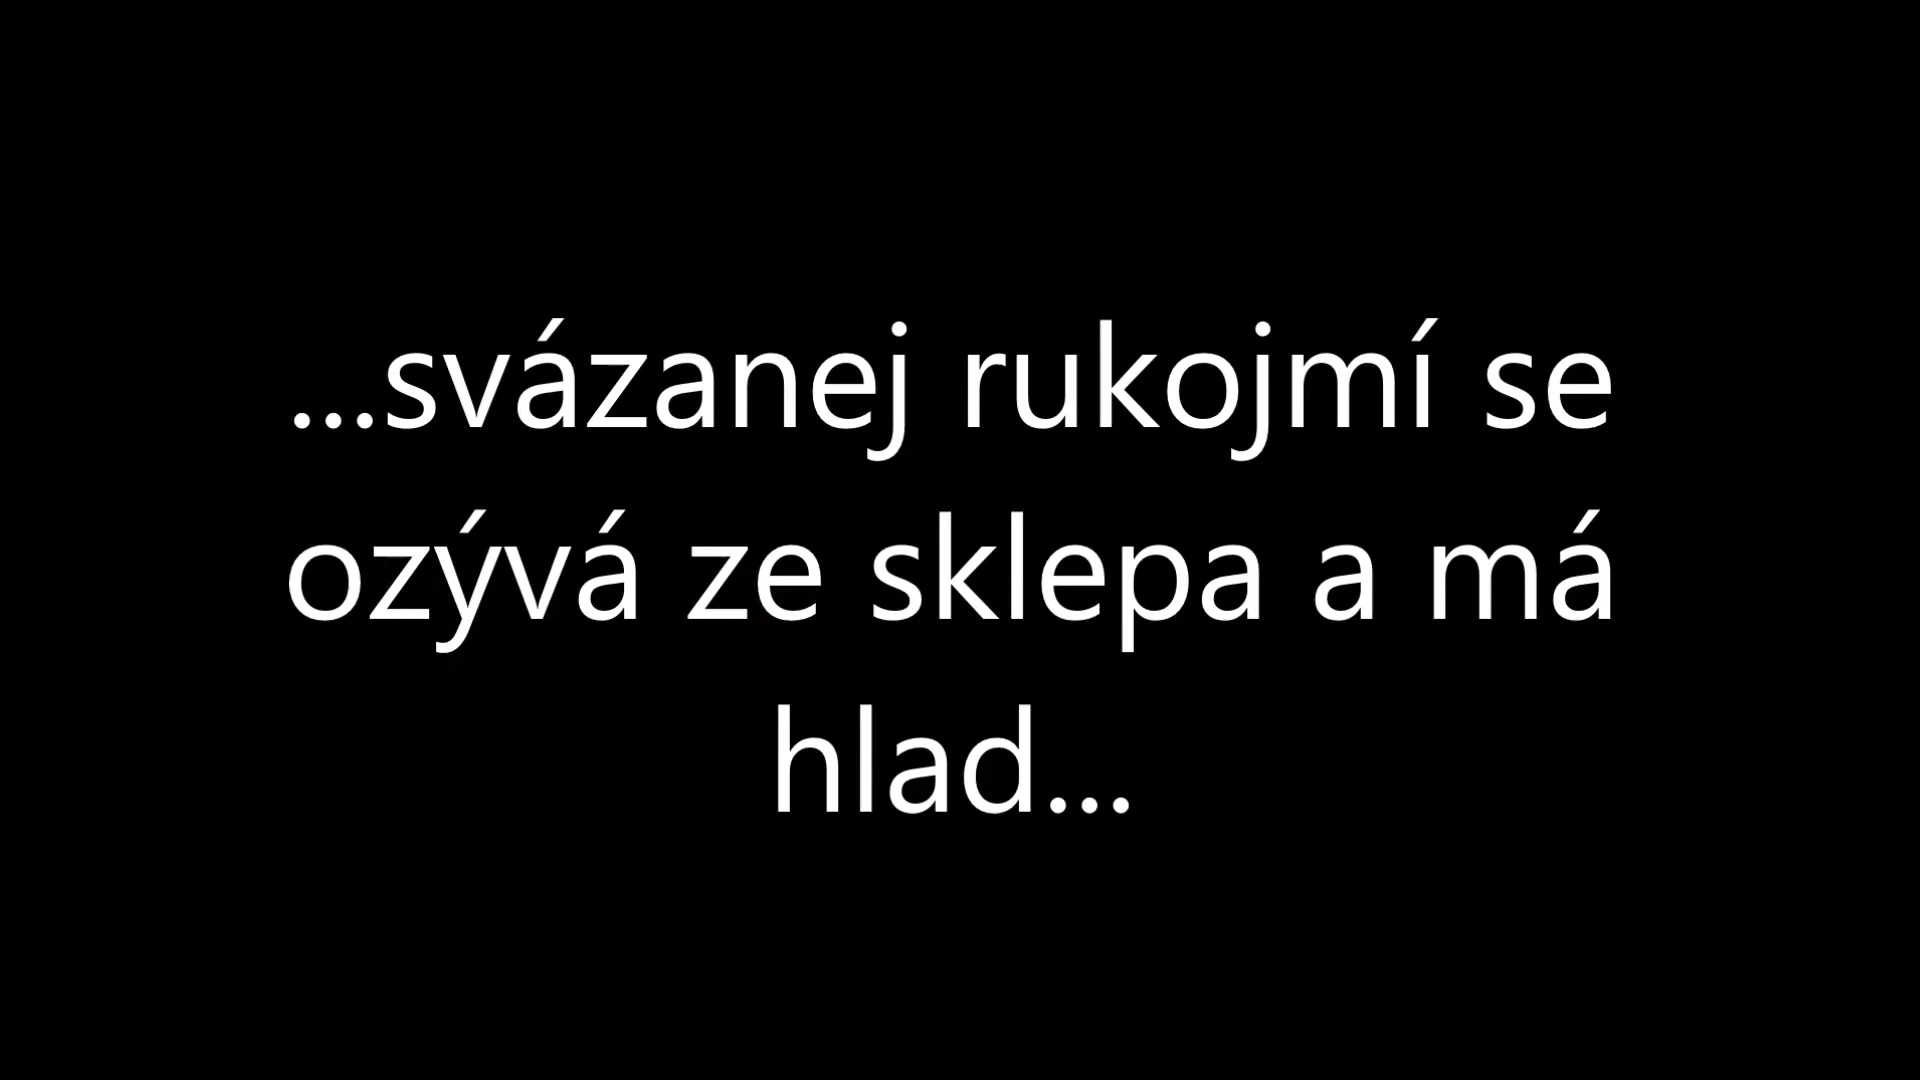 ...svázanej rukojmí se
ozývá ze sklepa a má
hlad...